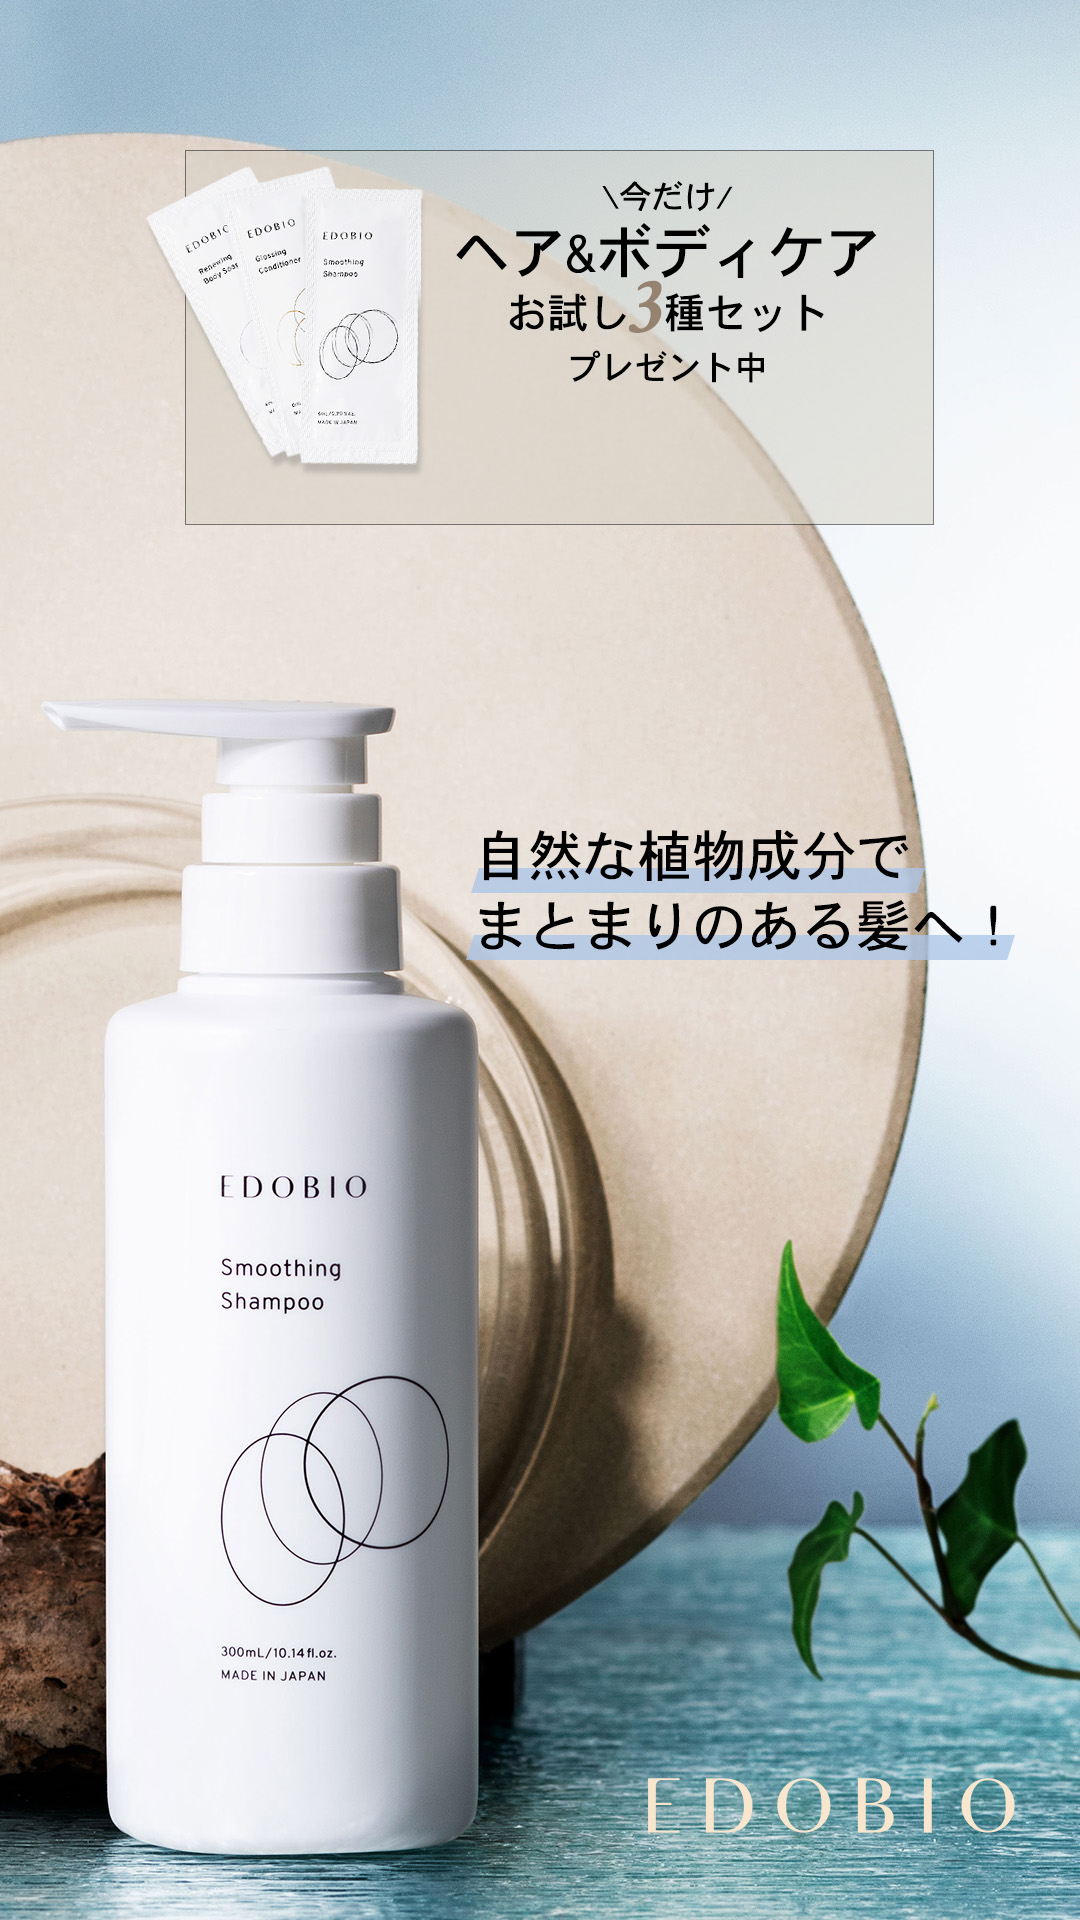 \今だけ/
ヘア&ボディケア
お試し3種セット
プレゼント中
EDOBIO
Renewing
Body Soap
EDOBIO
Glossing
Conditioner
EDOBIO
Smoothing
Shampoo
MADE IN JAPAN
自然な植物成分で
まとまりのある髪へ！
EDOBIO
Smoothing
Shampoo
300mL/10.14fl.oz.
MADE IN JAPAN
EDOBIO